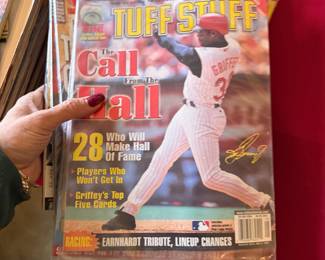 TUFF STUFF
The
Call
From The
Hall
GRIFFEY
3
28 Who Will
Make Hall
Of Fame
Players Who
Won't Get In
Griffey's Top
Five Cards
RACING: EARNHARDT TRIBUTE, LINEUP CHANGES